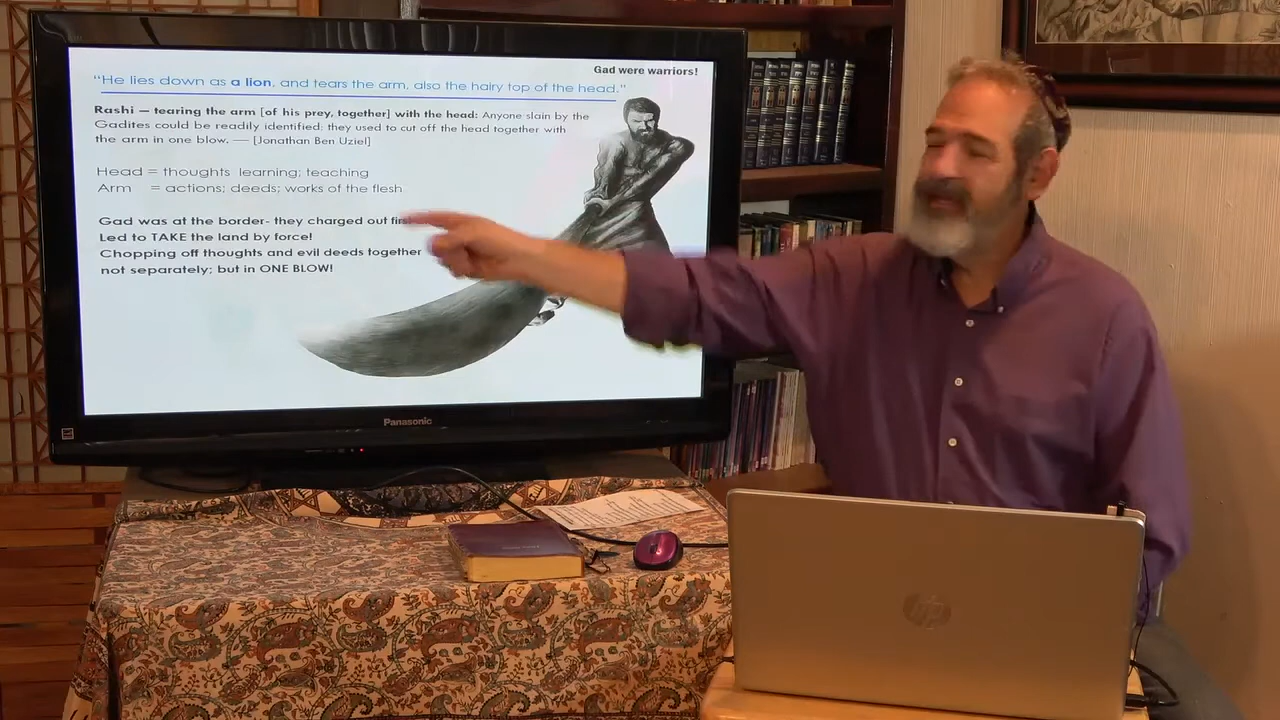 Gad were warriors!
"He lies down as a lion, and tears the arm, also the hairy top of the head."
Rashi — tearing the arm [of his prey, together] with the head: Anyone slain by the
Gadites could be readily identified: they used to cut off the head together with
the arm in one blow. — [Jonathan Ben Uziel]
Head = thoughts learning; teaching
Arm = actions; deeds; works of the flesh
Gad was at the border- they charged out
Led to TAKE the land by force!
Chopping off thoughts and evil deeds together
not separately; but in ONE BLOW!
Panasonic
hp